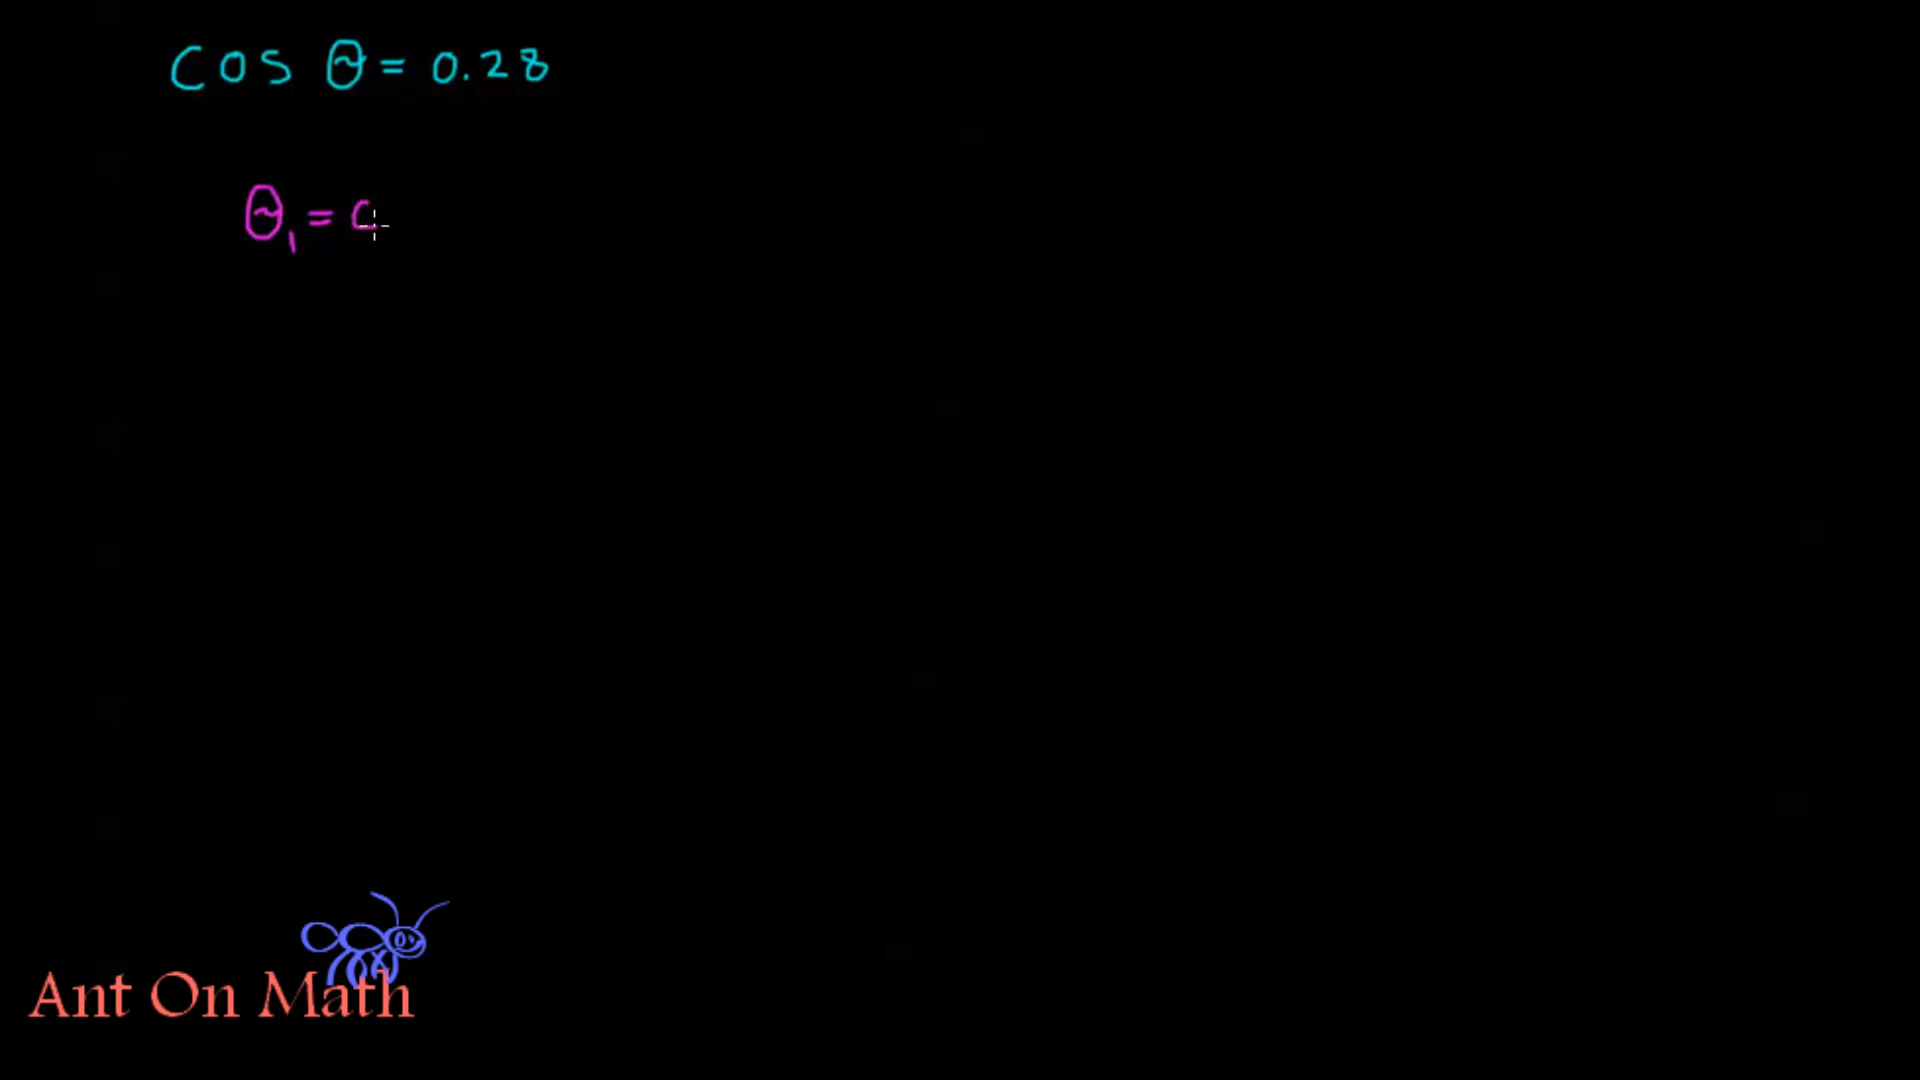 cos θ = 0.28
θ₁ = c
Ant On Math